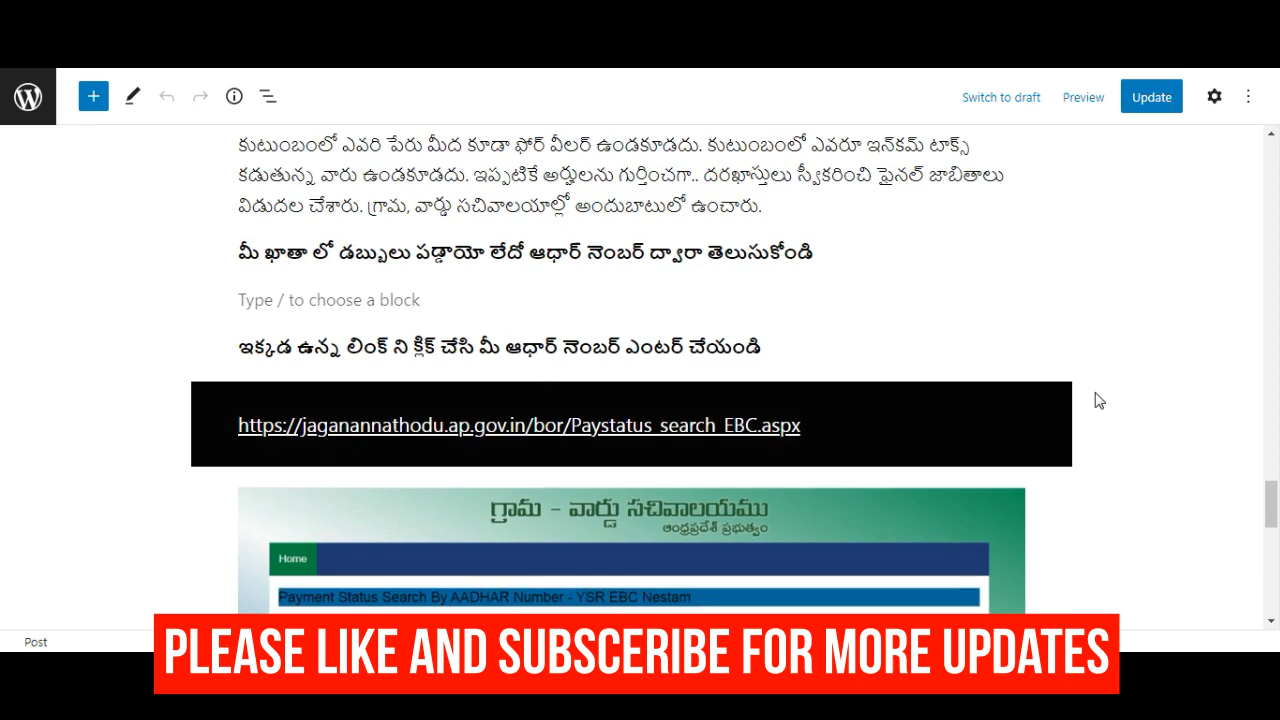 Switch to draft Preview Update
కుటుంబంలో ఎవరి పేరు మీద కూడా ఫోర్ వీలర్ ఉండకూడదు. కుటుంబంలో ఎవరూ ఇన్‌కమ్ టాక్స్
కడుతున్న వారు ఉండకూడదు. ఇప్పటికే అర్హులను గుర్తించగా.. దరఖాస్తులు స్వీకరించి ఫైనల్ జాబితాలు
విడుదల చేశారు. గ్రామ, వార్డు సచివాలయాల్లో అందుబాటులో ఉంచారు.
మీ ఖాతా లో డబ్బులు పడ్డాయో లేదో ఆధార్ నెంబర్ ద్వారా తెలుసుకోండి
Type / to choose a block
ఇక్కడ ఉన్న లింక్ ని క్లిక్ చేసి మీ ఆధార్ నెంబర్ ఎంటర్ చేయండి
https://jaganannathodu.ap.gov.in/bor/Paystatus_search_EBC.aspx
గ్రామ - వార్డు సచివాలయము
ఆంధ్రప్రదేశ్ ప్రభుత్వం
Home
Payment Status Search By AADHAR Number - YSR EBC Nestam
Post
PLEASE LIKE AND SUBSCERIBE FOR MORE UPDATES